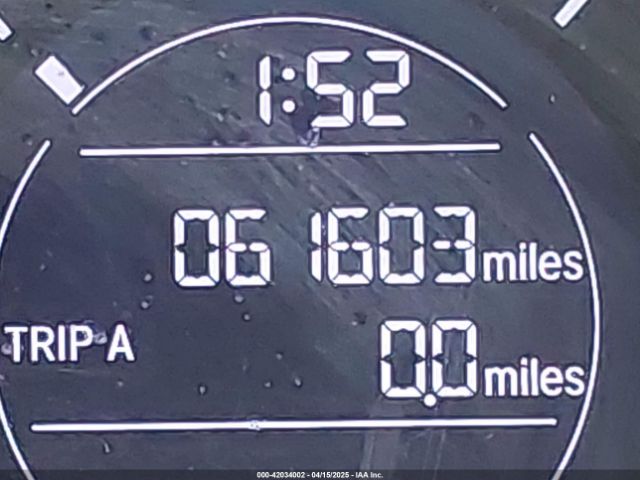 1:52
061603 miles
TRIP A
0.0 miles
000-42034002 - 04/15/2025 - IAA Inc.